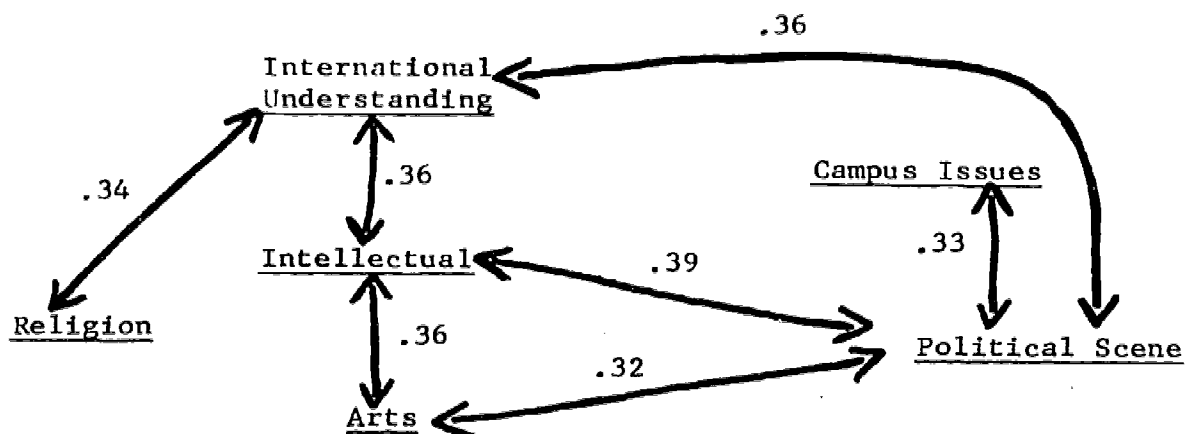 .36
International
Understanding
.34
.36
Campus Issues
.33
Intellectual
.39
Religion
.36
Political Scene
.32
Arts